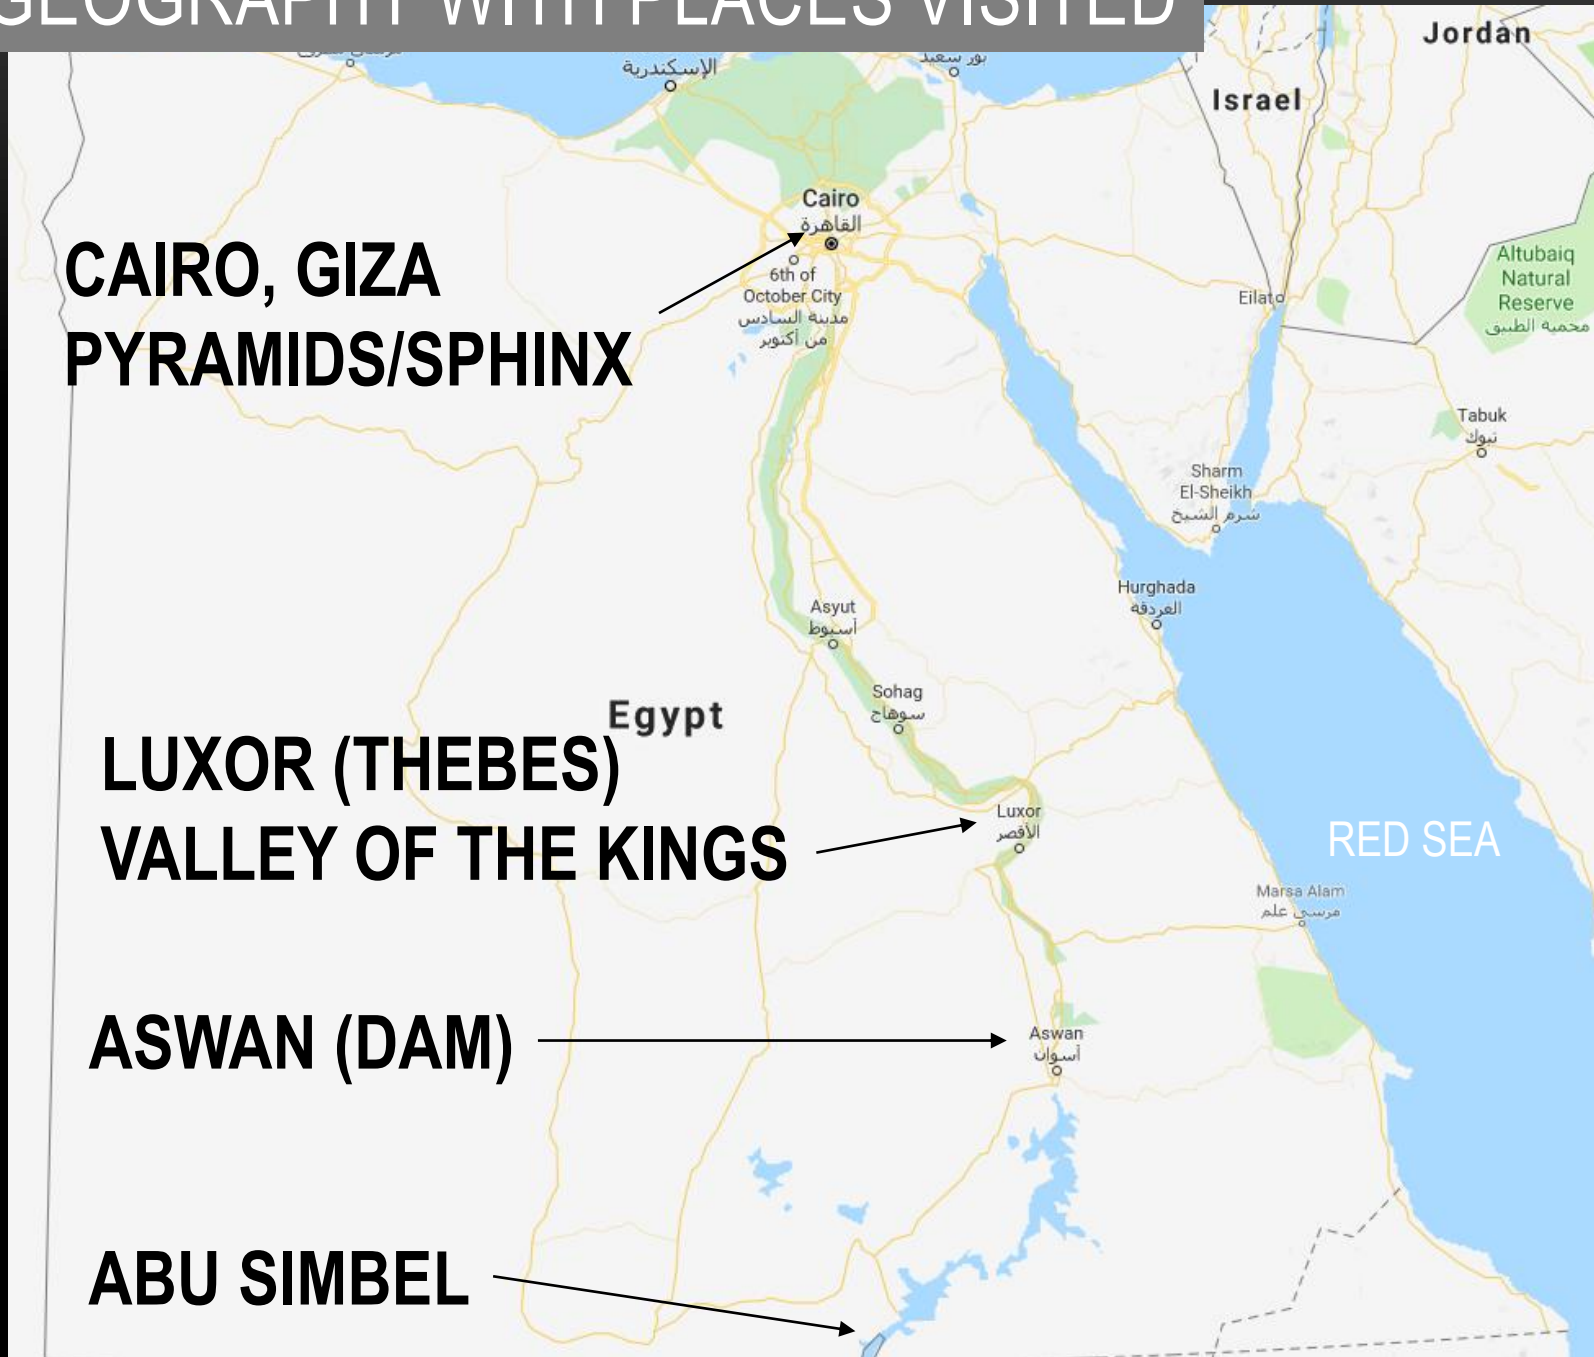 GEOGRAPHY WITH PLACES VISITED
Jordan
الإسكندرية
بور سعيد
Israel
Cairo
القاهرة
CAIRO, GIZA
PYRAMIDS/SPHINX
6th of
October City
مدينة السادس
من أكتوبر
Eilat
Altubaiq
Natural
Reserve
محمية الطبيق
Tabuk
تبوك
Sharm
El-Sheikh
شرم الشيخ
Hurghada
الغردقة
Asyut
أسيوط
Sohag
سوهاج
Egypt
LUXOR (THEBES)
VALLEY OF THE KINGS
Luxor
الأقصر
RED SEA
Marsa Alam
مرسى علم
ASWAN (DAM)
Aswan
أسوان
ABU SIMBEL